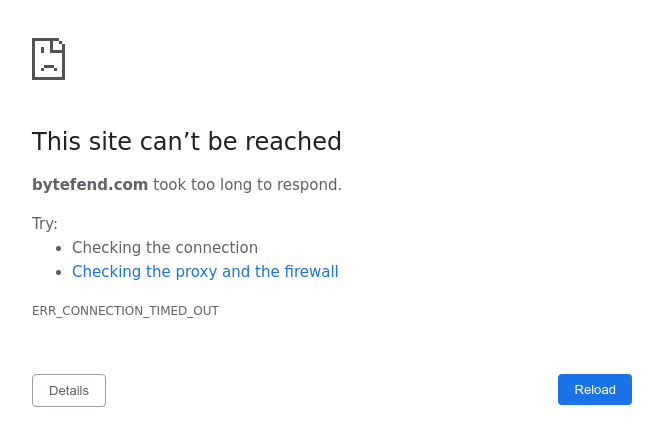 This site can’t be reached
bytefend.com took too long to respond.
Try:
• Checking the connection
• Checking the proxy and the firewall
ERR_CONNECTION_TIMED_OUT
Details
Reload